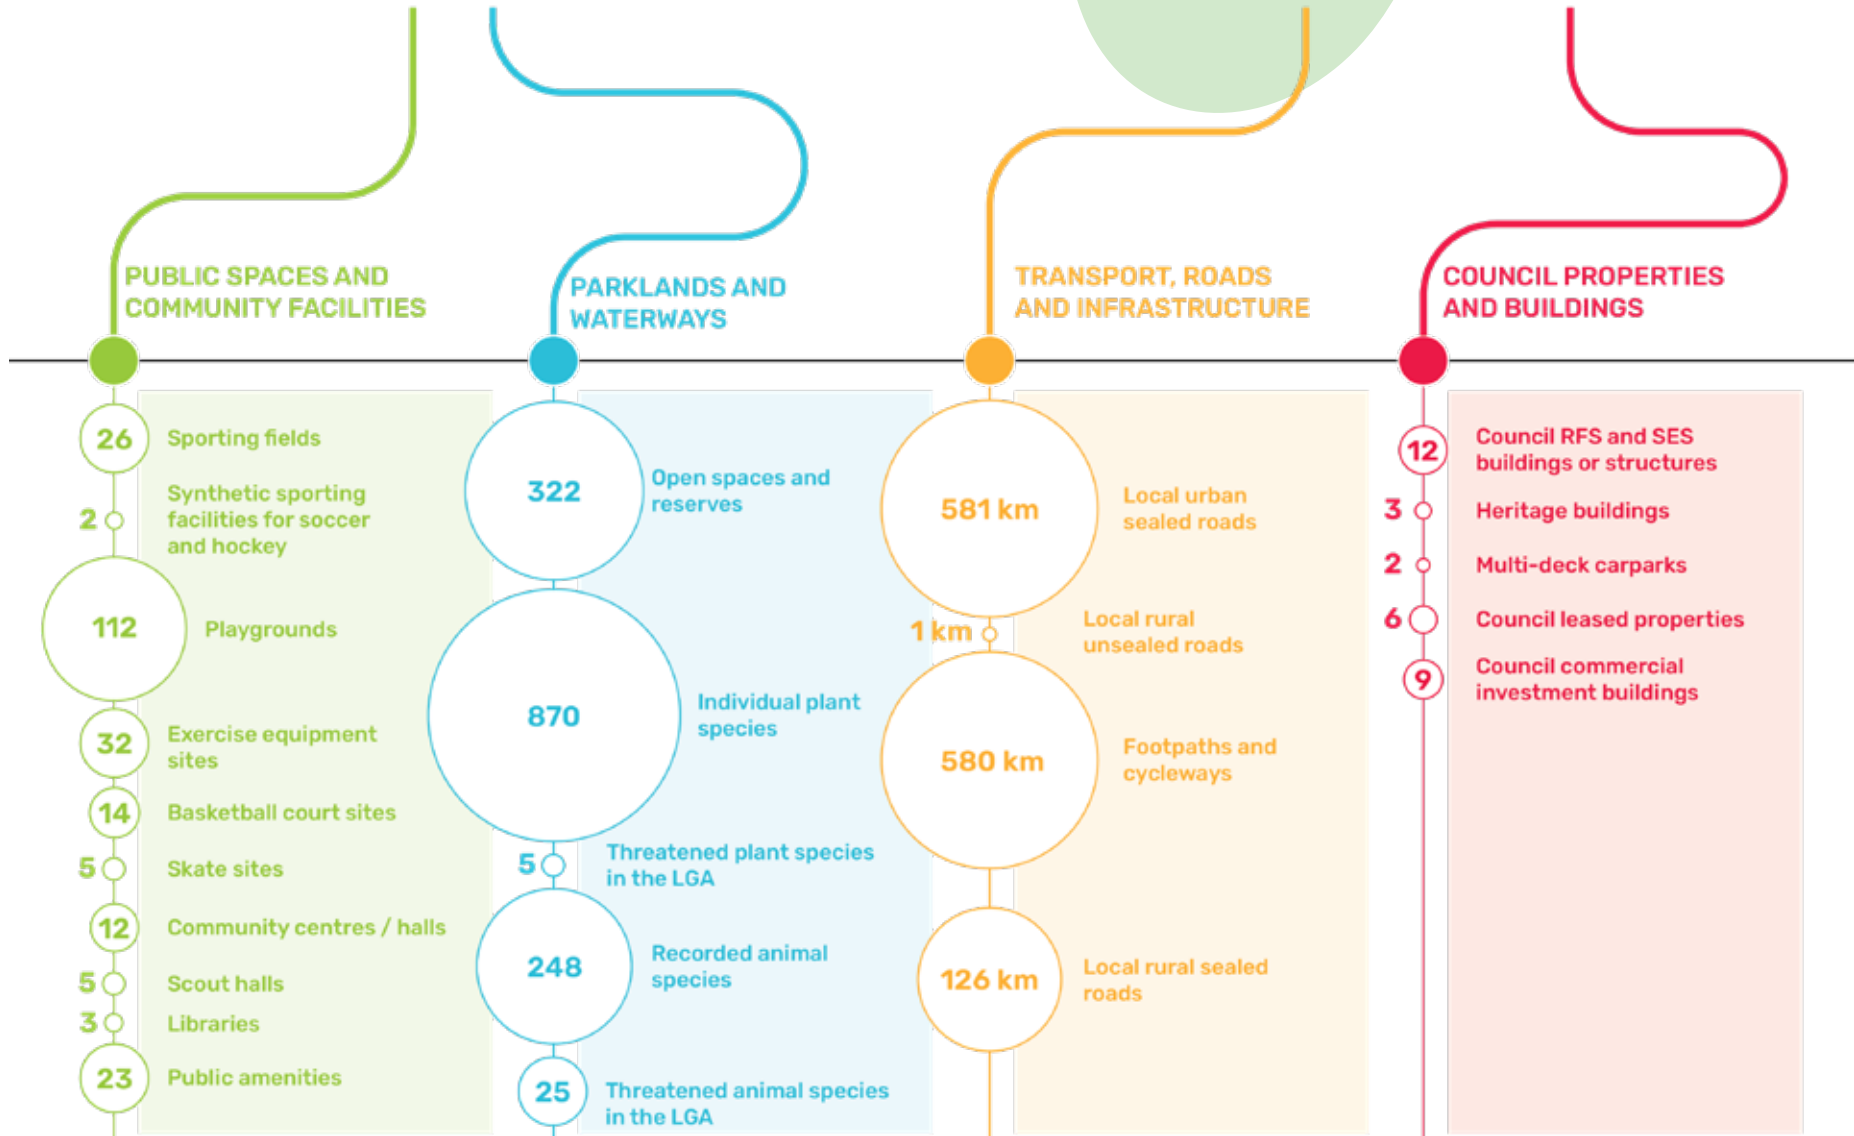 PUBLIC SPACES AND
COMMUNITY FACILITIES
26
Sporting fields
2
Synthetic sporting
facilities for soccer
and hockey
112
Playgrounds
32
Exercise equipment
sites
14
Basketball court sites
5
Skate sites
12
Community centres / halls
5
Scout halls
3
Libraries
23
Public amenities
PARKLANDS AND
WATERWAYS
322
Open spaces and
reserves
870
Individual plant
species
5
Threatened plant species
in the LGA
248
Recorded animal
species
25
Threatened animal species
in the LGA
TRANSPORT, ROADS
AND INFRASTRUCTURE
581 km
Local urban
sealed roads
1 km
Local rural
unsealed roads
580 km
Footpaths and
cycleways
126 km
Local rural sealed
roads
COUNCIL PROPERTIES
AND BUILDINGS
12
Council RFS and SES
buildings or structures
3
Heritage buildings
2
Multi-deck carparks
6
Council leased properties
9
Council commercial
investment buildings